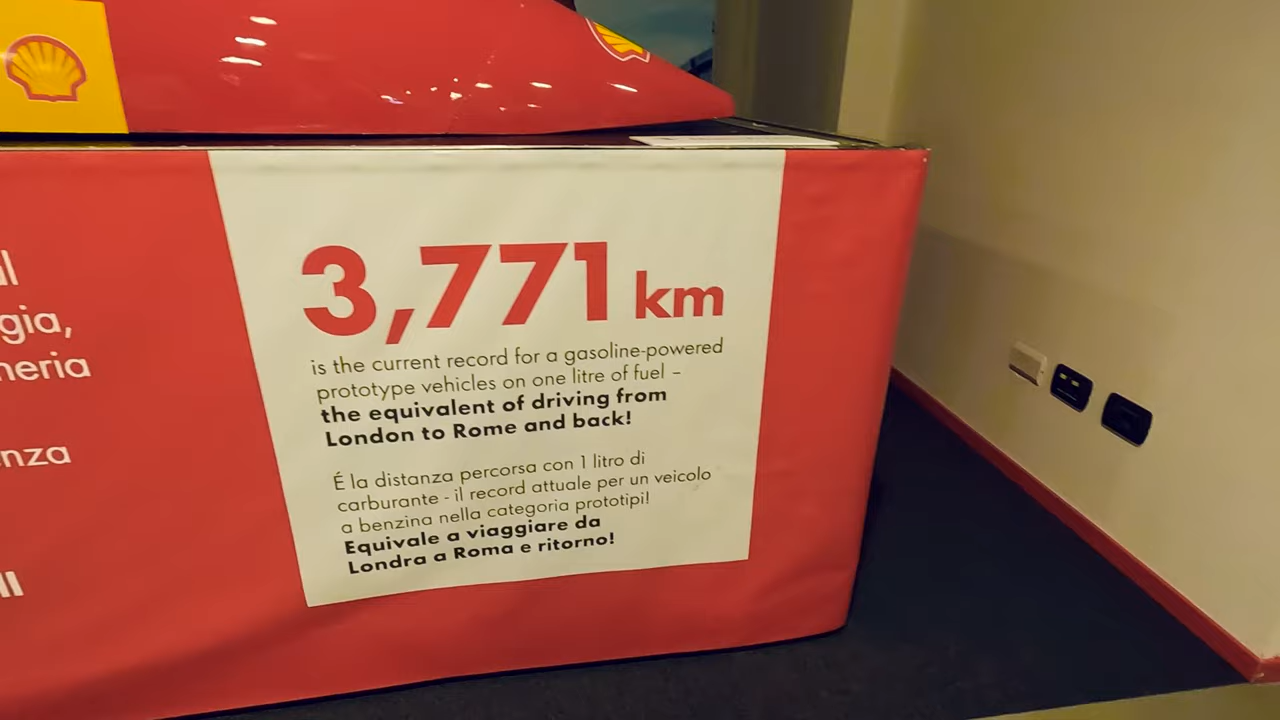 gia,
3,771 km
is the current record for a gasoline-powered
prototype vehicles on one litre of fuel –
the equivalent of driving from
London to Rome and back!
É la distanza percorsa con 1 litro di
carburante - il record attuale per un veicolo
a benzina nella categoria prototipi!
Equivale a viaggiare da
Londra a Roma e ritorno!